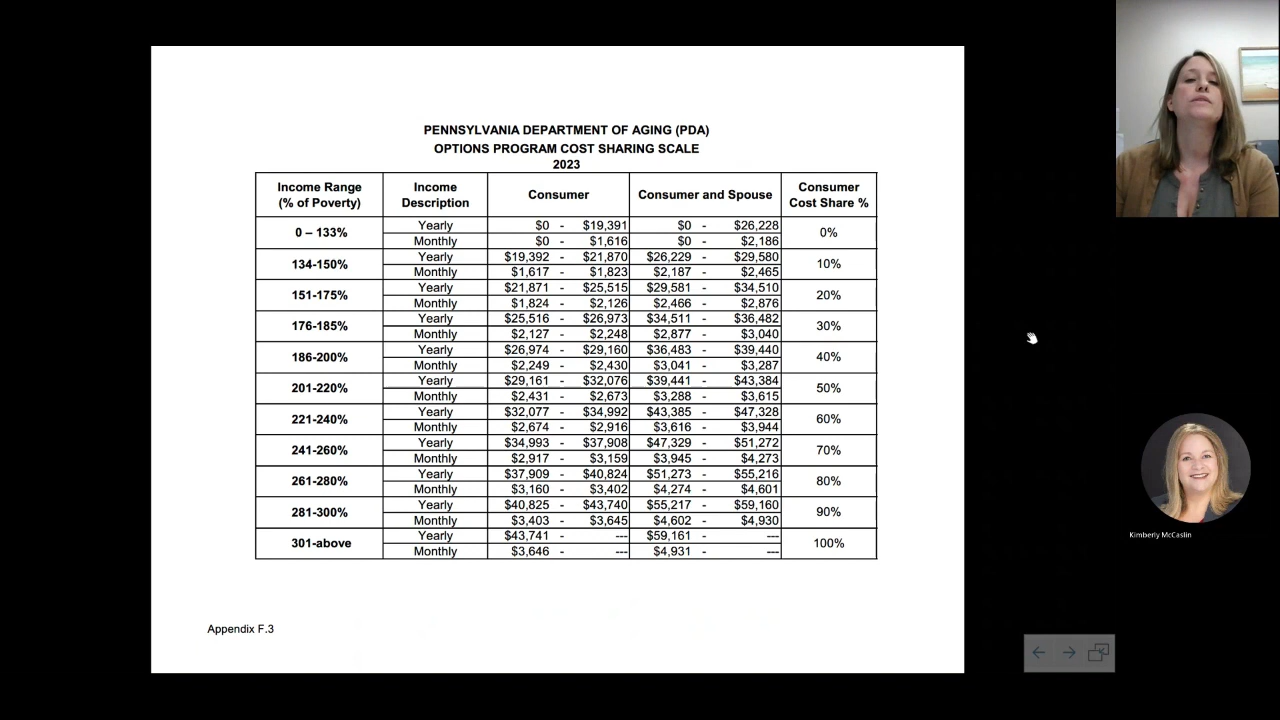 PENNSYLVANIA DEPARTMENT OF AGING (PDA)
OPTIONS PROGRAM COST SHARING SCALE
2023
Income Range (% of Poverty) Income Description Consumer Consumer and Spouse Consumer Cost Share %
0 – 133% Yearly $0 - $19,391 $0 - $26,228 0%
Monthly $0 - $1,616 $0 - $2,186
134-150% Yearly $19,392 - $21,870 $26,229 - $29,580 10%
Monthly $1,617 - $1,823 $2,187 - $2,465
151-175% Yearly $21,871 - $25,515 $29,581 - $34,510 20%
Monthly $1,824 - $2,126 $2,466 - $2,876
176-185% Yearly $25,516 - $26,973 $34,511 - $36,482 30%
Monthly $2,127 - $2,248 $2,877 - $3,040
186-200% Yearly $26,974 - $29,160 $36,483 - $39,440 40%
Monthly $2,249 - $2,430 $3,041 - $3,287
201-220% Yearly $29,161 - $32,076 $39,441 - $43,384 50%
Monthly $2,431 - $2,673 $3,288 - $3,615
221-240% Yearly $32,077 - $34,992 $43,385 - $47,328 60%
Monthly $2,674 - $2,916 $3,616 - $3,944
241-260% Yearly $34,993 - $37,908 $47,329 - $51,272 70%
Monthly $2,917 - $3,159 $3,945 - $4,273
261-280% Yearly $37,909 - $40,824 $51,273 - $55,216 80%
Monthly $3,160 - $3,402 $4,274 - $4,601
281-300% Yearly $40,825 - $43,740 $55,217 - $59,160 90%
Monthly $3,403 - $3,645 $4,602 - $4,930
301-above Yearly $43,741 - --- $59,161 - --- 100%
Monthly $3,646 - --- $4,931 - ---
Appendix F.3
Kimberly McCaslin